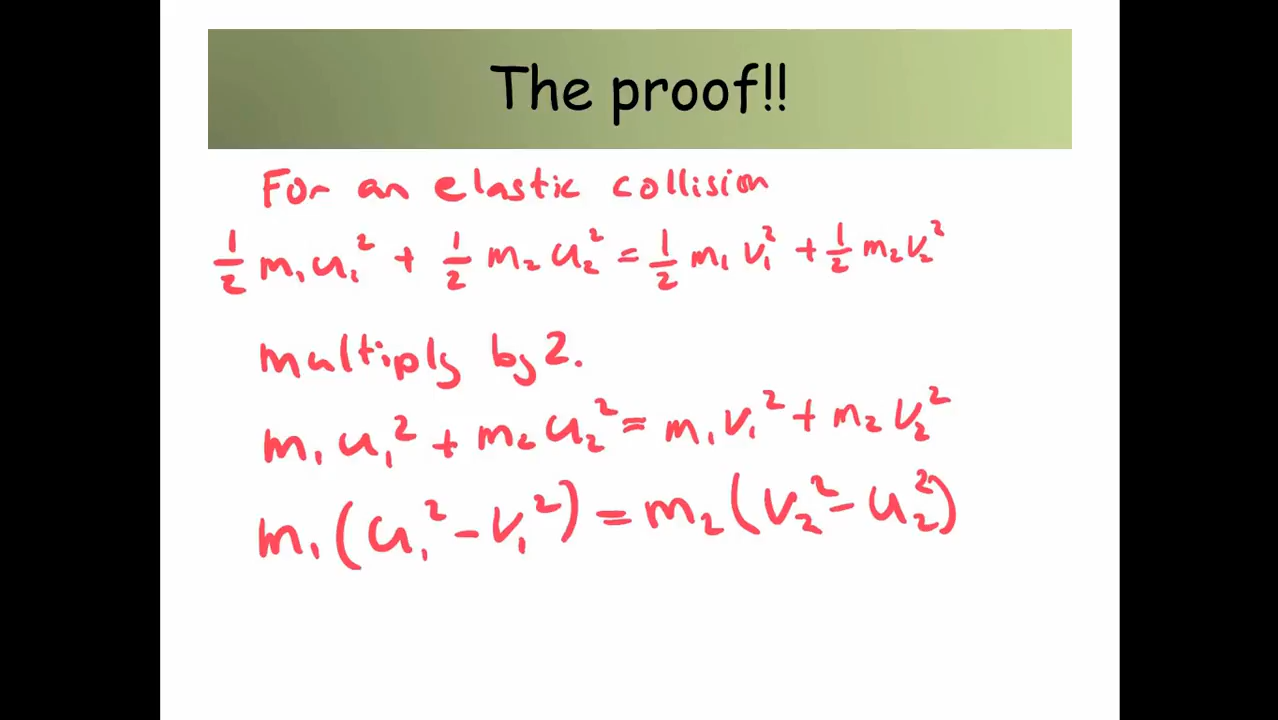 The proof!!
For an elastic collision
½ m₁u₁² + ½ m₂u₂² = ½ m₁v₁² + ½ m₂v₂²
multiply by 2.
m₁u₁² + m₂u₂² = m₁v₁² + m₂v₂²
m₁(u₁² - v₁²) = m₂(v₂² - u₂²)